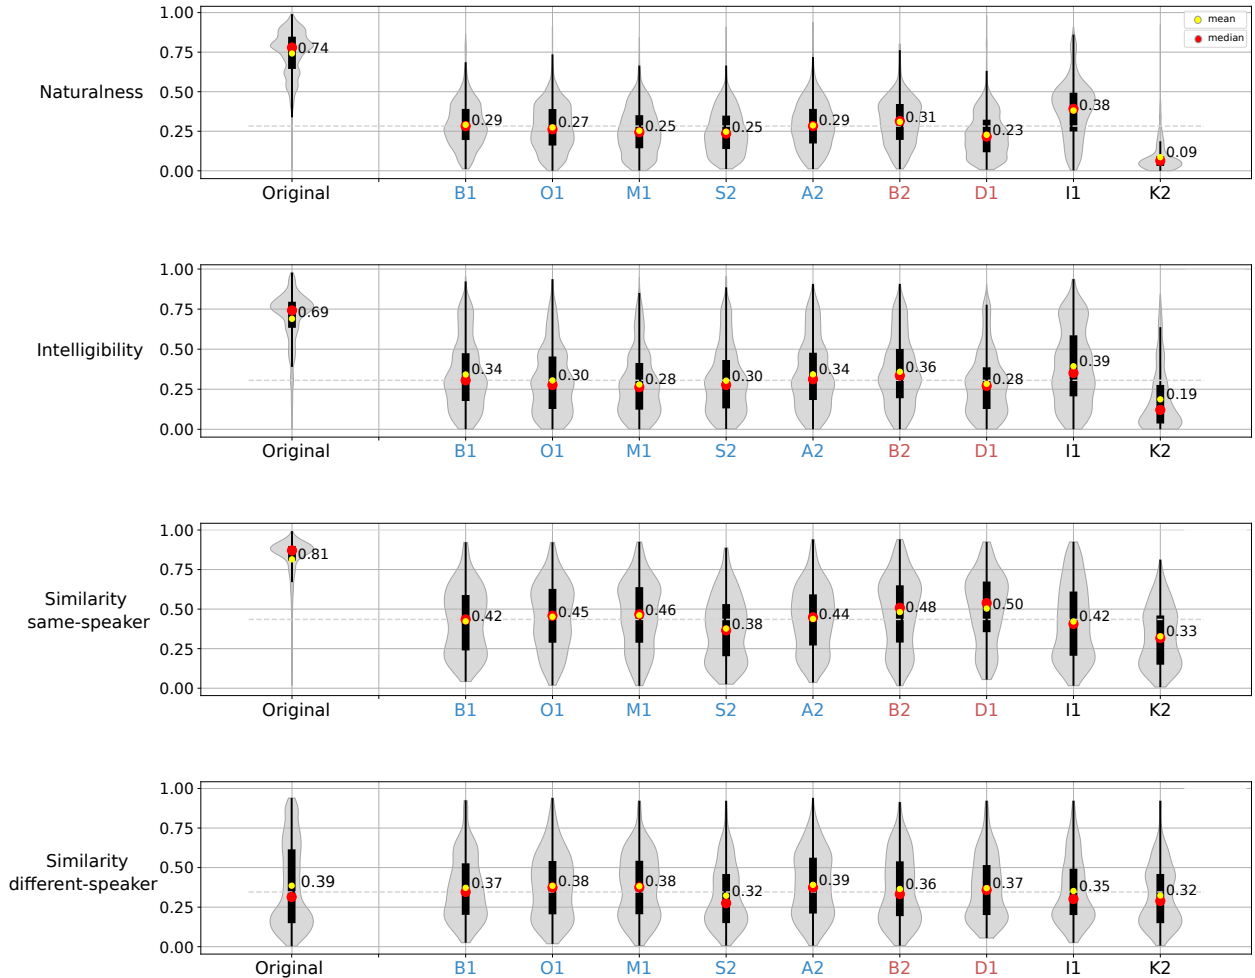 1.00
mean
median
0.75
0.74
Naturalness
0.50
0.29
0.27
0.25
0.25
0.29
0.31
0.23
0.38
0.09
0.25
0.00
Original
B1
O1
M1
S2
A2
B2
D1
I1
K2
1.00
0.75
0.69
Intelligibility
0.50
0.34
0.30
0.28
0.30
0.34
0.36
0.28
0.39
0.19
0.25
0.00
Original
B1
O1
M1
S2
A2
B2
D1
I1
K2
1.00
0.81
0.75
Similarity
same-speaker
0.50
0.42
0.45
0.46
0.38
0.44
0.48
0.50
0.42
0.33
0.25
0.00
Original
B1
O1
M1
S2
A2
B2
D1
I1
K2
1.00
0.75
Similarity
different-speaker
0.50
0.39
0.37
0.38
0.38
0.32
0.39
0.36
0.37
0.35
0.32
0.25
0.00
Original
B1
O1
M1
S2
A2
B2
D1
I1
K2